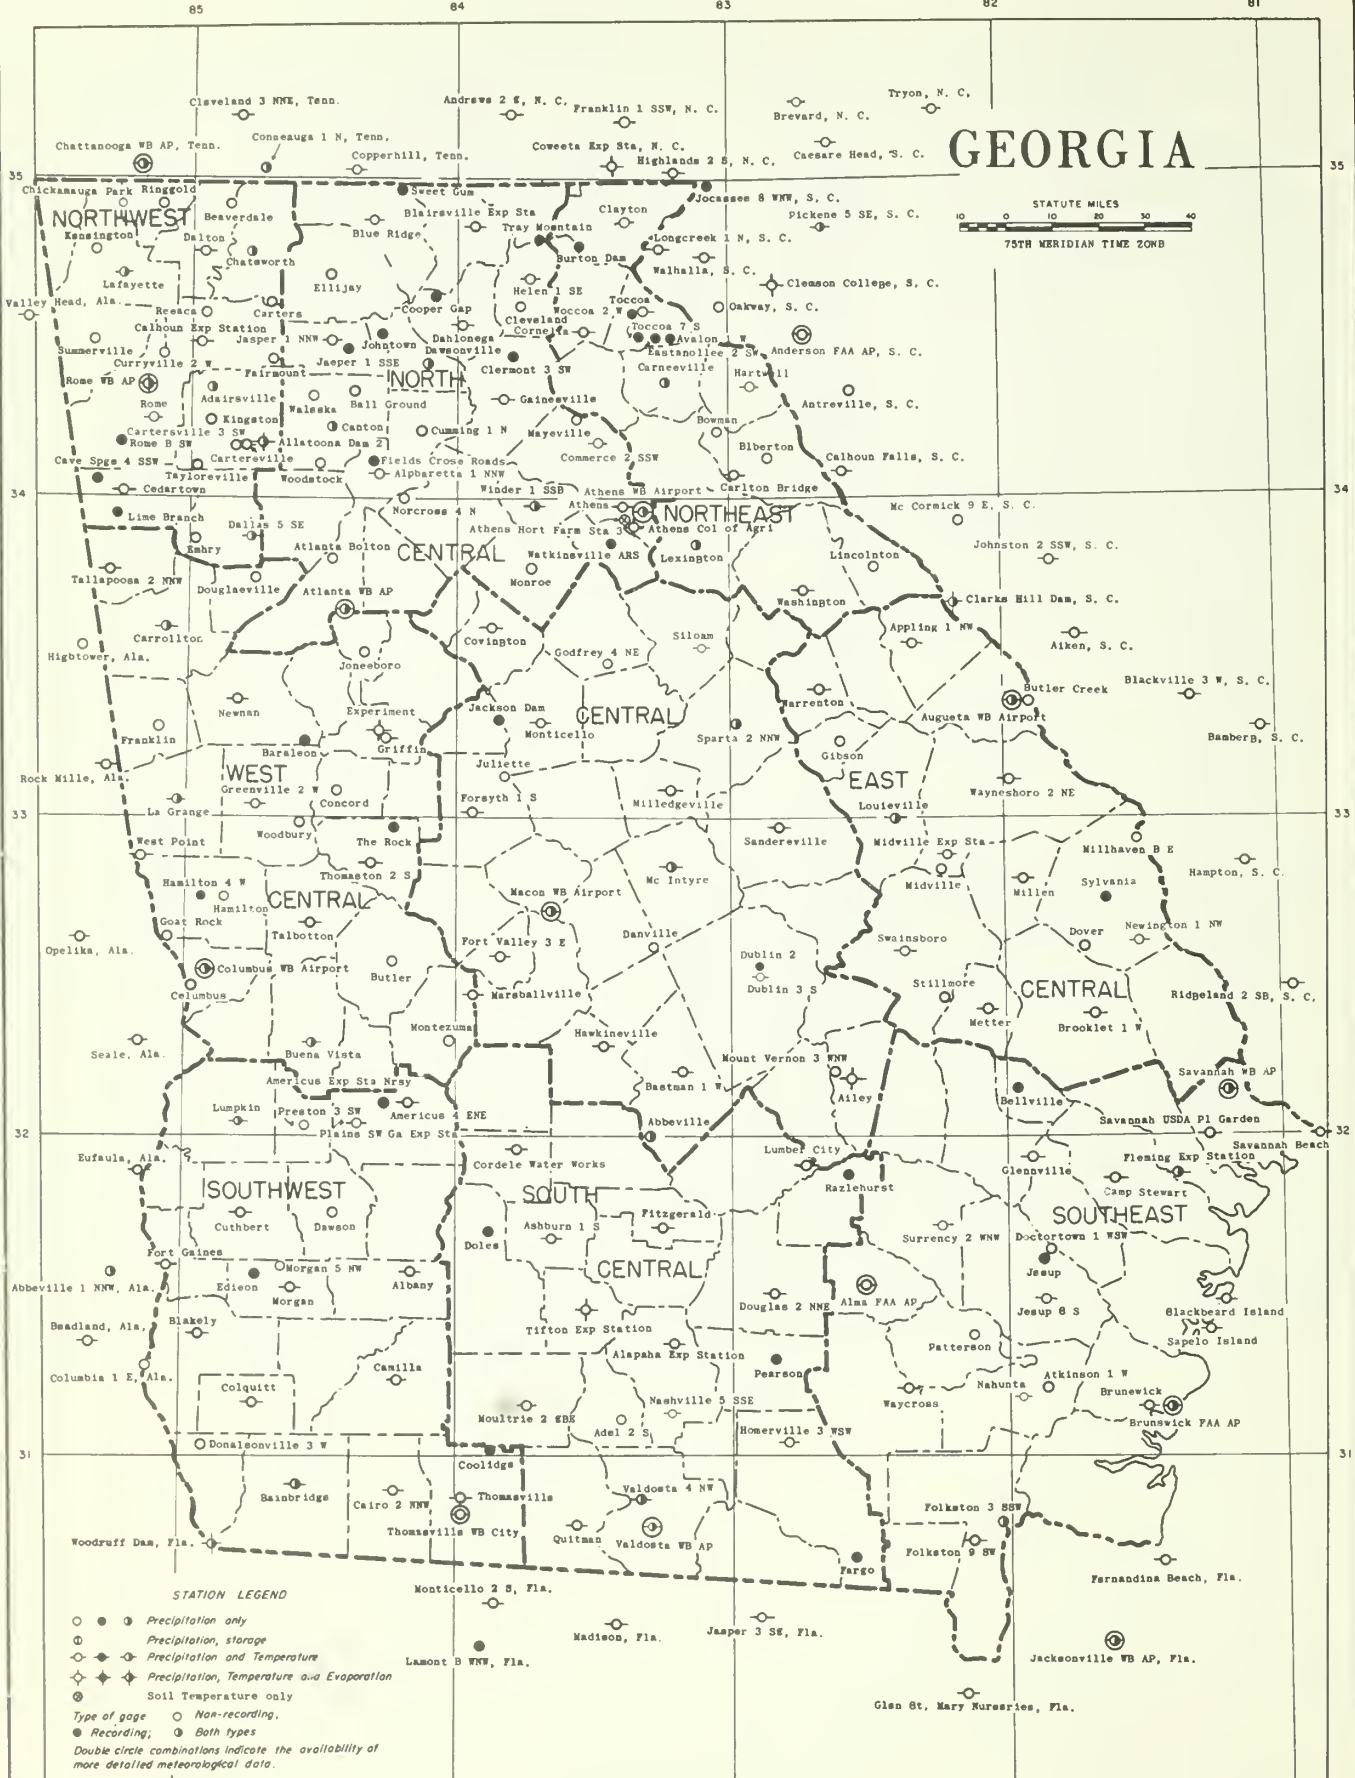 85 84 83 82 81
Cleveland 3 NNE, Tenn.
Andrews 2 E, N. C.
Franklin 1 SSW, N. C.
Brevard, N. C.
Tryon, N. C,
Chattanooga WB AP, Tenn.
Conneauga 1 N, Tenn.
Copperhill, Tenn.
Coweeta Exp Sta, N. C.
Highlands 2 S, N. C.
Caesars Head, S. C.
GEORGIA
35 35
Chickamauga Park Ringgold
Sweet Gum
Jocassee 8 WNW, S. C.
STATUTE MILES
10 0 10 20 30 40
75TH MERIDIAN TIME ZONE
NORTHWEST
Beaverdale
Blairsville Exp Sta
Clayton
Pickens 5 SE, S. C.
Kensington
Dalton
Blue Ridge
Tray Mountain
Longcreek 1 N, S. C.
Chatsworth
Burton Dam
Walhalla, S. C.
Lafayette
Ellijay
Helen 1 SE
Clemson College, S. C.
Valley Head, Ala.
Resaca
Carters
Cooper Gap
Cleveland
Toccoa
Woccoa 2 W
Oakway, S. C.
Calhoun Exp Station
Jasper 1 NNW
Johntown
Dahlonega
Cornelia
Toccoa 7 S
Avalon 1 W
Summerville
Curryville 2 W
Jasper 1 SSE
Dawsonville
Eastanollee 2 SW
Anderson FAA AP, S. C.
Rome WB AP
Fairmount
NORTH
Clermont 3 SW
Carnesville
Hartwell
Rome
Adairsville
Waleska
Ball Ground
Gainesville
Antreville, S. C.
Kingston
Canton
Cumming 1 N
Mayeville
Bowman
Cartersville 3 SW
Rome 8 SW
Allatoona Dam 2
Elberton
Cave Spgs 4 SSW
Cartersville
Fields Cross Roads
Commerce 2 SSW
Calhoun Falls, S. C.
Taylorsville
Woodstock
Alpharetta 1 NNW
34 34
Cedartown
Winder 1 SSE
Athens WB Airport
Carlton Bridge
Lime Branch
Dallas 5 SE
Norcross 4 N
Athens
NORTHEAST
Mc Cormick 9 E, S. C.
Athens Hort Farm Sta 3
Athens Col of Agri
Embry
Atlanta Bolton
CENTRAL
Watkinsville ARS
Lexington
Lincolnton
Johnston 2 SSW, S. C.
Tallapoosa 2 NNW
Douglasville
Monroe
Atlanta WB AP
Washington
Clarks Hill Dam, S. C.
Carrollton
Covington
Siloam
Appling 1 NW
Hightower, Ala.
Jonesboro
Godfrey 4 NE
Aiken, S. C.
Newnan
Experiment
Jackson Dam
CENTRAL
Warrenton
Butler Creek
Blackville 3 W, S. C.
Augusta WB Airport
Franklin
Monticello
Barsleon
Griffin
Sparta 2 NNW
Gibson
Bamberg, S. C.
Rock Mills, Ala.
WEST
Juliette
EAST
Greenville 2 W
Waynesboro 2 NE
La Grange
Concord
Forsyth 1 S
Milledgeville
Louisville
33 33
Woodbury
West Point
The Rock
Sandersville
Midville Exp Sta
Millhaven 8 E
Thomaston 2 S
Hamilton 4 W
Mc Intyre
Midville
Millen
Sylvania
Hampton, S. C.
Hamilton
CENTRAL
Macon WB Airport
Goat Rock
Talbotton
Newington 1 NW
Opelika, Ala.
Fort Valley 3 E
Danville
Dublin 2
Swainsboro
Dover
Columbus WB Airport
Butler
Dublin 3 S
Stillmore
CENTRAL
Columbus
Marshallville
Ridgeland 2 SE, S. C.
Metter
Brooklet 1 W
Seale, Ala.
Montezuma
Hawkinsville
Buena Vista
Mount Vernon 3 WNW
Americus Exp Sta Nrsy
Eastman 1 W
Savannah WB AP
Lumpkin
Preston 3 SW
Americus 4 ENE
Ailey
Bellville
Plains SW Ga Exp Sta
Abbeville
Savannah USDA Pl Garden
32 32
Lumber City
Savannah Beach
Eufaula, Ala.
Cordele Water Works
Glennville
Fleming Exp Station
SOUTHWEST
SOUTH
Hazlehurst
Camp Stewart
Cuthbert
Dawson
Ashburn 1 S
Fitzgerald
SOUTHEAST
Doles
Surrency 2 WNW
Doctortown 1 WSW
Fort Gaines
Morgan 5 NW
CENTRAL
Jesup
Abbeville 1 NNW, Ala.
Edison
Morgan
Albany
Douglas 2 NNE
Alma FAA AP
Jesup 8 S
Blackbeard Island
Headland, Ala.
Blakely
Tifton Exp Station
Sapelo Island
Alapaha Exp Station
Patterson
Columbia 1 E, Ala.
Camilla
Pearson
Atkinson 1 W
Colquitt
Nashville 5 SSE
Waycross
Nahunta
Brunswick
Moultrie 2 ESE
Brunswick FAA AP
Adel 2 S
Homerville 3 WSW
Donalsonville 3 W
31 31
Coolidge
Bainbridge
Cairo 2 NNW
Thomasville
Valdosta 4 NW
Folkston 3 SSW
Thomasville WB City
Woodruff Dam, Fla.
Quitman
Valdosta WB AP
Folkston 9 SW
Fargo
Fernandina Beach, Fla.
Monticello 2 S, Fla.
Madison, Fla.
Jasper 3 SE, Fla.
Lamont 8 WNW, Fla.
Jacksonville WB AP, Fla.
Glen St. Mary Nurseries, Fla.
STATION LEGEND
Precipitation only
Precipitation, storage
Precipitation and Temperature
Precipitation, Temperature and Evaporation
Soil Temperature only
Type of gage Non-recording,
Recording; Both types
Double circle combinations indicate the availability of
more detailed meteorological data.